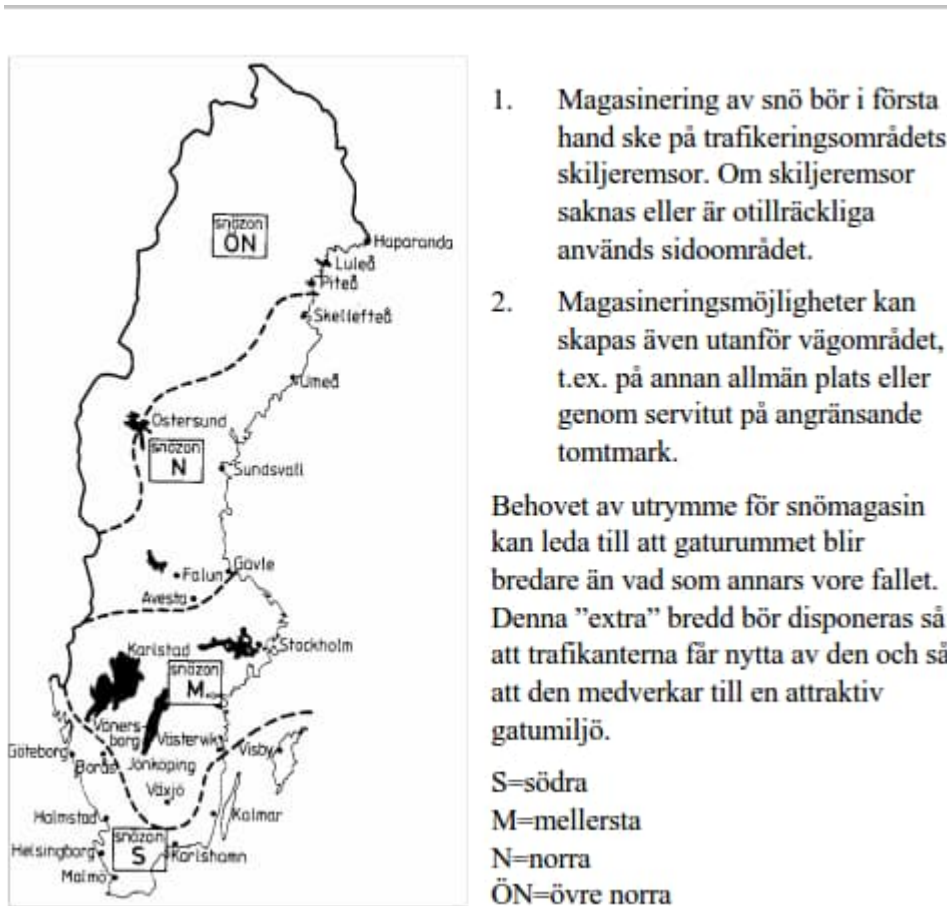 snözon
ÖN
Haparanda
Luleå
Piteå
Skellefteå
Umeå
Östersund
snözon
N
Sundsvall
Gävle
Falun
Avesta
Karlstad
Stockholm
snözon
M
Väners-
borg
Västerwik
Visby
Göteborg
Borås
Jönköping
Växjö
Halmstad
Kalmar
snözon
S
Helsingborg
Karlshamn
Malmö
1. Magasinering av snö bör i första
hand ske på trafikeringsområdets
skiljeremsor. Om skiljeremsor
saknas eller är otillräckliga
används sidoområdet.
2. Magasineringsmöjligheter kan
skapas även utanför vägområdet,
t.ex. på annan allmän plats eller
genom servitut på angränsande
tomtmark.
Behovet av utrymme för snömagasin
kan leda till att gaturummet blir
bredare än vad som annars vore fallet.
Denna ”extra” bredd bör disponeras så
att trafikanterna får nytta av den och så
att den medverkar till en attraktiv
gatumiljö.
S=södra
M=mellersta
N=norra
ÖN=övre norra